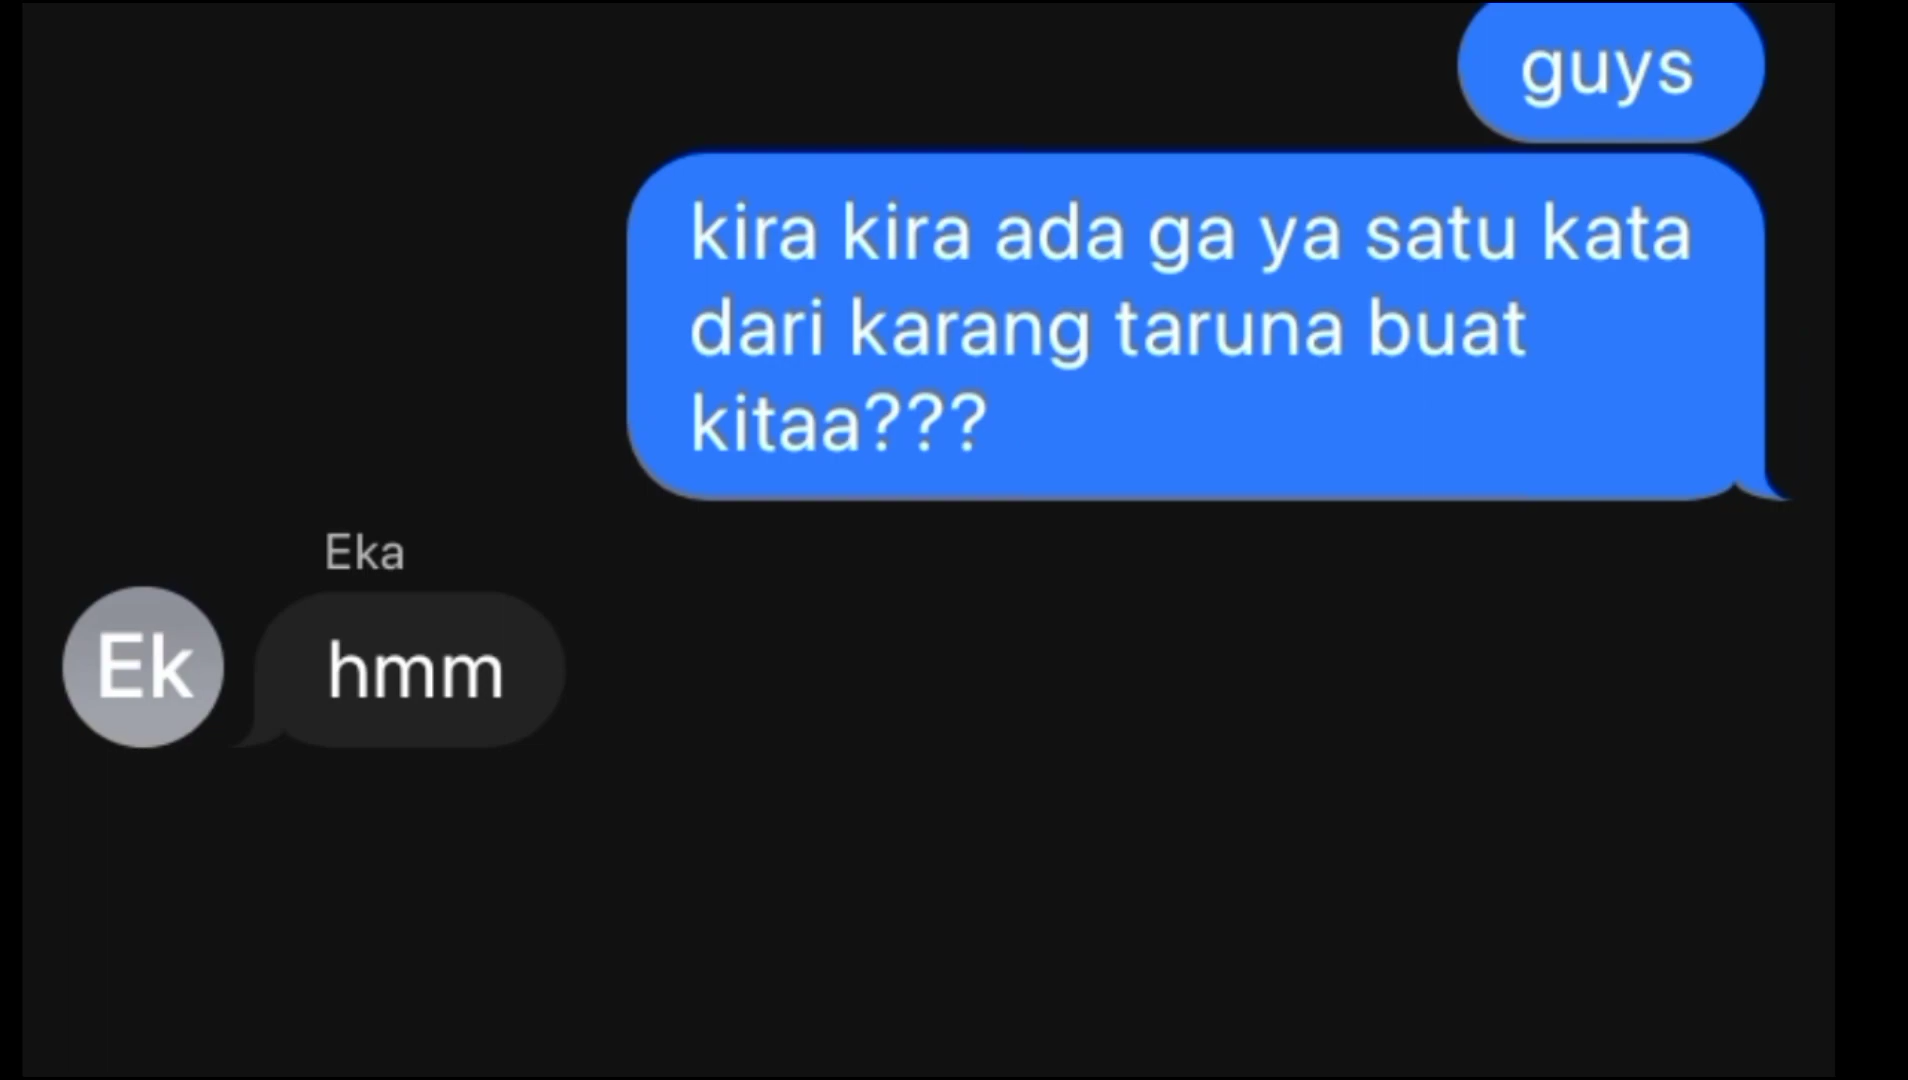 guys
kira kira ada ga ya satu kata
dari karang taruna buat
kitaa???
Eka
Ek
hmm